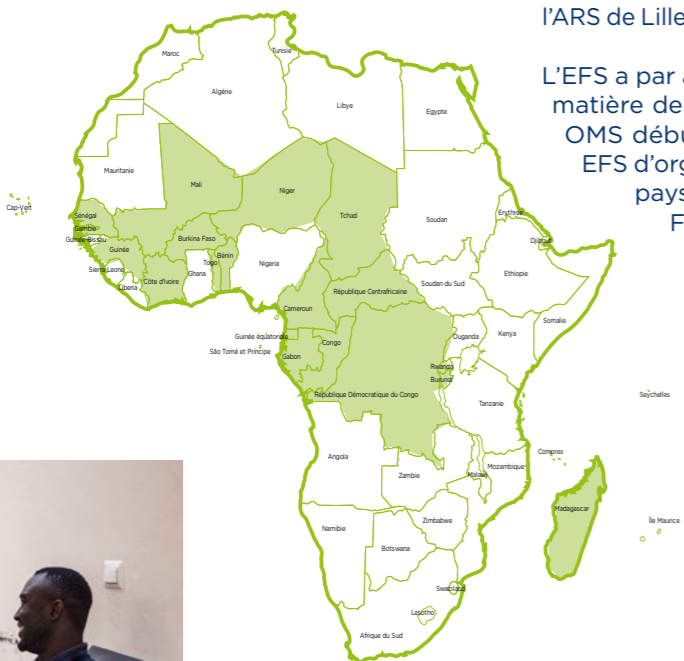 l'ARS de Lille
L'EFS a par a
matière de
OMS débu
EFS d'org
pays
F
Maroc
Tunisie
Algérie
Libye
Egypte
Mauritanie
Mali
Niger
Tchad
Soudan
Erythrée
Djibouti
Cap-Vert
Sénégal
Gambie
Guinée-Bissau
Guinée
Burkina Faso
Bénin
Togo
Nigeria
Sierra Leone
Liberia
Côte d'Ivoire
Ghana
Ethiopie
Soudan du Sud
République Centrafricaine
Cameroun
Somalie
Guinée équatoriale
Congo
Ouganda
Kenya
São Tomé et Príncipe
Gabon
Rwanda
Burundi
République Démocratique du Congo
Tanzanie
Seychelles
Angola
Compres
Zambie
Malawi
Mozambique
Madagascar
Île Maurice
Namibie
Zimbabwe
Botswana
Swaziland
Lesotho
Afrique du Sud